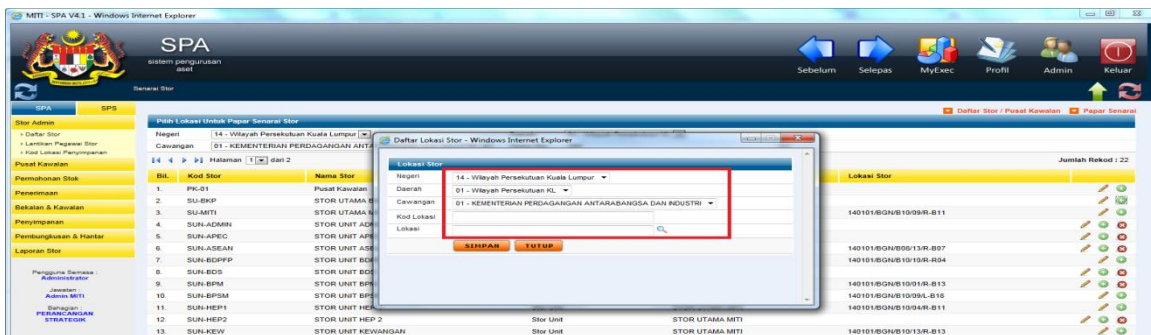 MITI - SPA V4.1 - Windows Internet Explorer
SPA
sistem pengurusan
aset
Sebelum Selepas MyExec Profil Admin Keluar
Senarai Stor
SPA SPS
Daftar Stor / Pusat Kawalan Papar Senarai
Stor Admin
Daftar Stor
Lantikan Pegawai Stor
Kod Lokasi Penyimpanan
Pusat Kawalan
Permohonan Stok
Penerimaan
Bekalan & Kawalan
Penyimpanan
Pembungkusan & Hantar
Laporan Stor
Pengguna Semasa :
Administrator
Jawatan :
Admin MITI
Bahagian :
PERANCANGAN
STRATEGIK
Pilih Lokasi Untuk Papar Senarai Stor
Negeri 14 - Wilayah Persekutuan Kuala Lumpur
Cawangan 01 - KEMENTERIAN PERDAGANGAN ANTA
Halaman 1 dari 2 Jumlah Rekod : 22
Bil. Kod Stor Nama Stor Lokasi Stor
1. PK-01 Pusat Kawalan
2. SU-BKP STOR UTAMA B
3. SU-MITI STOR UTAMA M 140101/BGN/B10/09/R-B11
4. SUN-ADMIN STOR UNIT ADM
5. SUN-APEC STOR UNIT APE
6. SUN-ASEAN STOR UNIT ASE 140101/BGN/B06/13/R-B07
7. SUN-BDPFP STOR UNIT BDP 140101/BGN/B10/10/R-R04
8. SUN-BDS STOR UNIT BDS
9. SUN-BPM STOR UNIT BPM 140101/BGN/B10/01/R-B13
10. SUN-BPSM STOR UNIT BPS 140101/BGN/B10/09/L-B18
11. SUN-HEP1 STOR UNIT HEP 140101/BGN/B10/04/R-B11
12. SUN-HEP2 STOR UNIT HEP 2 Stor Unit STOR UTAMA MITI
13. SUN-KEW STOR UNIT KEWANGAN Stor Unit STOR UTAMA MITI 140101/BGN/B10/13/R-B13
Daftar Lokasi Stor - Windows Internet Explorer
Lokasi Stor
Negeri 14 - Wilayah Persekutuan Kuala Lumpur
Daerah 01 - Wilayah Persekutuan KL
Cawangan 01 - KEMENTERIAN PERDAGANGAN ANTARABANGSA DAN INDUSTRI
Kod Lokasi
Lokasi
SIMPAN TUTUP